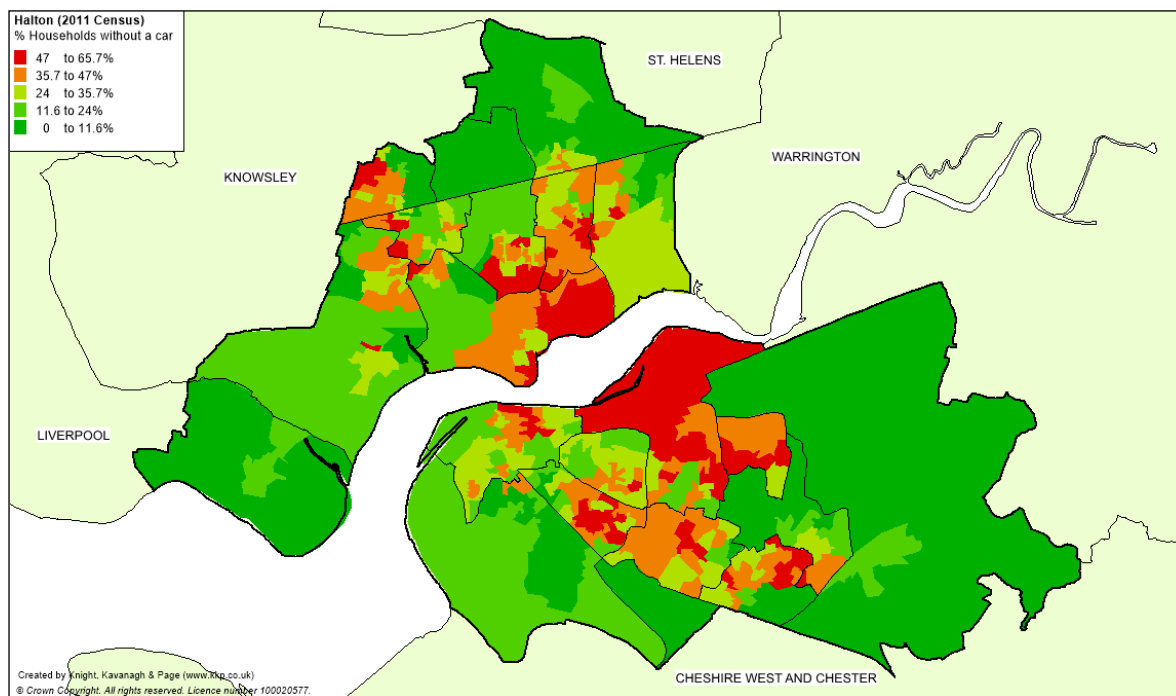 Halton (2011 Census)
% Households without a car
47 to 65.7%
35.7 to 47%
24 to 35.7%
11.6 to 24%
0 to 11.6%
ST. HELENS
KNOWSLEY
WARRINGTON
LIVERPOOL
CHESHIRE WEST AND CHESTER
Created by Knight, Kavanagh & Page (www.kkp.co.uk)
© Crown Copyright. All rights reserved. Licence number 100020577.